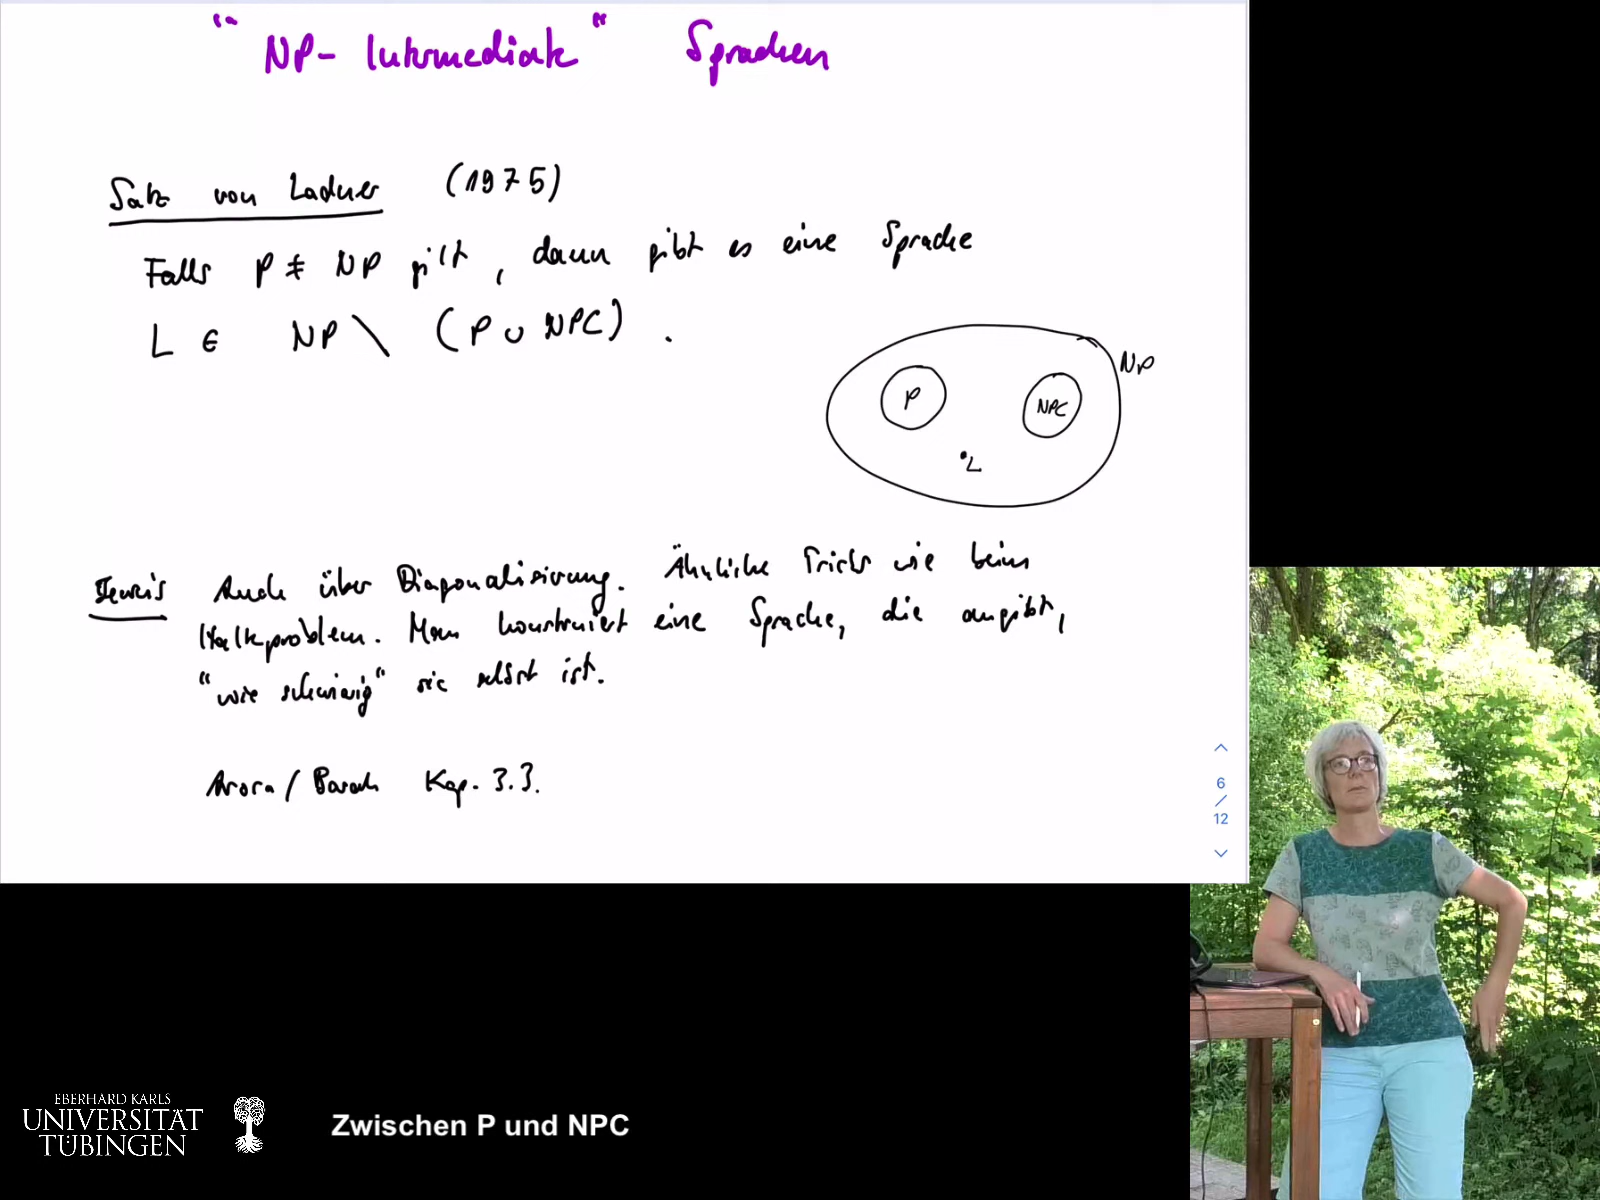 "NP-Intermediate" Sprachen
Satz von Ladner (1975)
Falls P ≠ NP gilt, dann gibt es eine Sprache
L ∈ NP \ (P ∪ NPC).
NP
P
NPC
L
Beweis Auch über Diagonalisierung. Ähnliche Tricks wie beim
Halteproblem. Man konstruiert eine Sprache, die angibt,
"wie schwierig" sie selbst ist.
Arora / Barak Kap. 3.3.
6
/
12
EBERHARD KARLS
UNIVERSITÄT
TÜBINGEN
Zwischen P und NPC